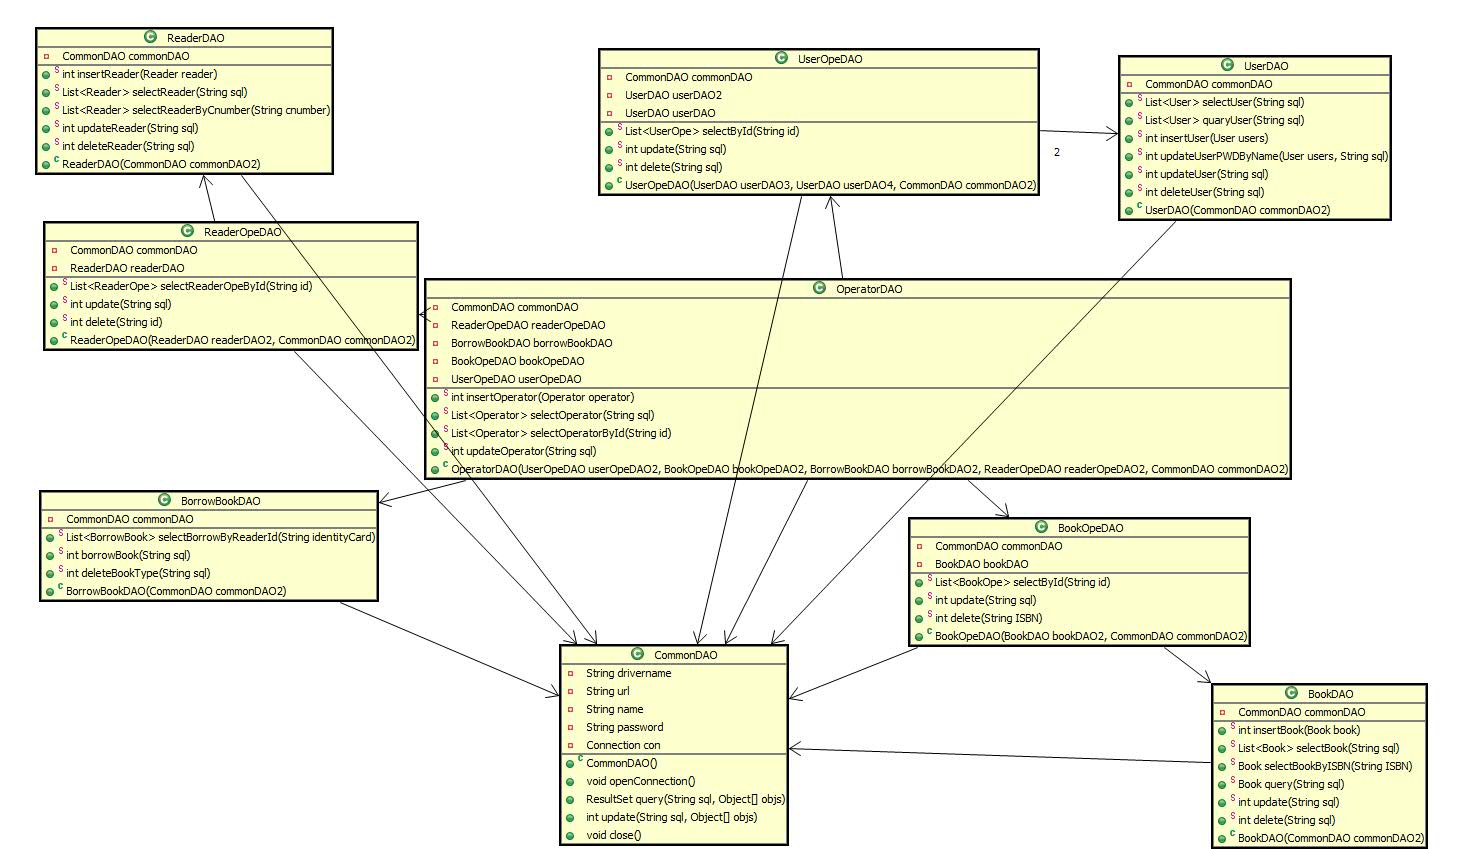 ReaderDAO
CommonDAO commonDAO
int insertReader(Reader reader)
List<Reader> selectReader(String sql)
List<Reader> selectReaderByCnumber(String cnumber)
int updateReader(String sql)
int deleteReader(String sql)
ReaderDAO(CommonDAO commonDAO2)
UserOpeDAO
CommonDAO commonDAO
UserDAO userDAO2
UserDAO userDAO
List<UserOpe> selectById(String id)
int update(String sql)
int delete(String sql)
UserOpeDAO(UserDAO userDAO3, UserDAO userDAO4, CommonDAO commonDAO2)
2
UserDAO
CommonDAO commonDAO
List<User> selectUser(String sql)
List<User> quaryUser(String sql)
int insertUser(User users)
int updateUserPWDByName(User users, String sql)
int updateUser(String sql)
int deleteUser(String sql)
UserDAO(CommonDAO commonDAO2)
ReaderOpeDAO
CommonDAO commonDAO
ReaderDAO readerDAO
List<ReaderOpe> selectReaderOpeById(String id)
int update(String sql)
int delete(String id)
ReaderOpeDAO(ReaderDAO readerDAO2, CommonDAO commonDAO2)
OperatorDAO
CommonDAO commonDAO
ReaderOpeDAO readerOpeDAO
BorrowBookDAO borrowBookDAO
BookOpeDAO bookOpeDAO
UserOpeDAO userOpeDAO
int insertOperator(Operator operator)
List<Operator> selectOperator(String sql)
List<Operator> selectOperatorById(String id)
int updateOperator(String sql)
OperatorDAO(UserOpeDAO userOpeDAO2, BookOpeDAO bookOpeDAO2, BorrowBookDAO borrowBookDAO2, ReaderOpeDAO readerOpeDAO2, CommonDAO commonDAO2)
BorrowBookDAO
CommonDAO commonDAO
List<BorrowBook> selectBorrowByReaderId(String identityCard)
int borrowBook(String sql)
int deleteBookType(String sql)
BorrowBookDAO(CommonDAO commonDAO2)
BookOpeDAO
CommonDAO commonDAO
BookDAO bookDAO
List<BookOpe> selectById(String id)
int update(String sql)
int delete(String ISBN)
BookOpeDAO(BookDAO bookDAO2, CommonDAO commonDAO2)
CommonDAO
String drivername
String url
String name
String password
Connection con
CommonDAO()
void openConnection()
ResultSet query(String sql, Object[] objs)
int update(String sql, Object[] objs)
void close()
BookDAO
CommonDAO commonDAO
int insertBook(Book book)
List<Book> selectBook(String sql)
Book selectBookByISBN(String ISBN)
Book query(String sql)
int update(String sql)
int delete(String sql)
BookDAO(CommonDAO commonDAO2)